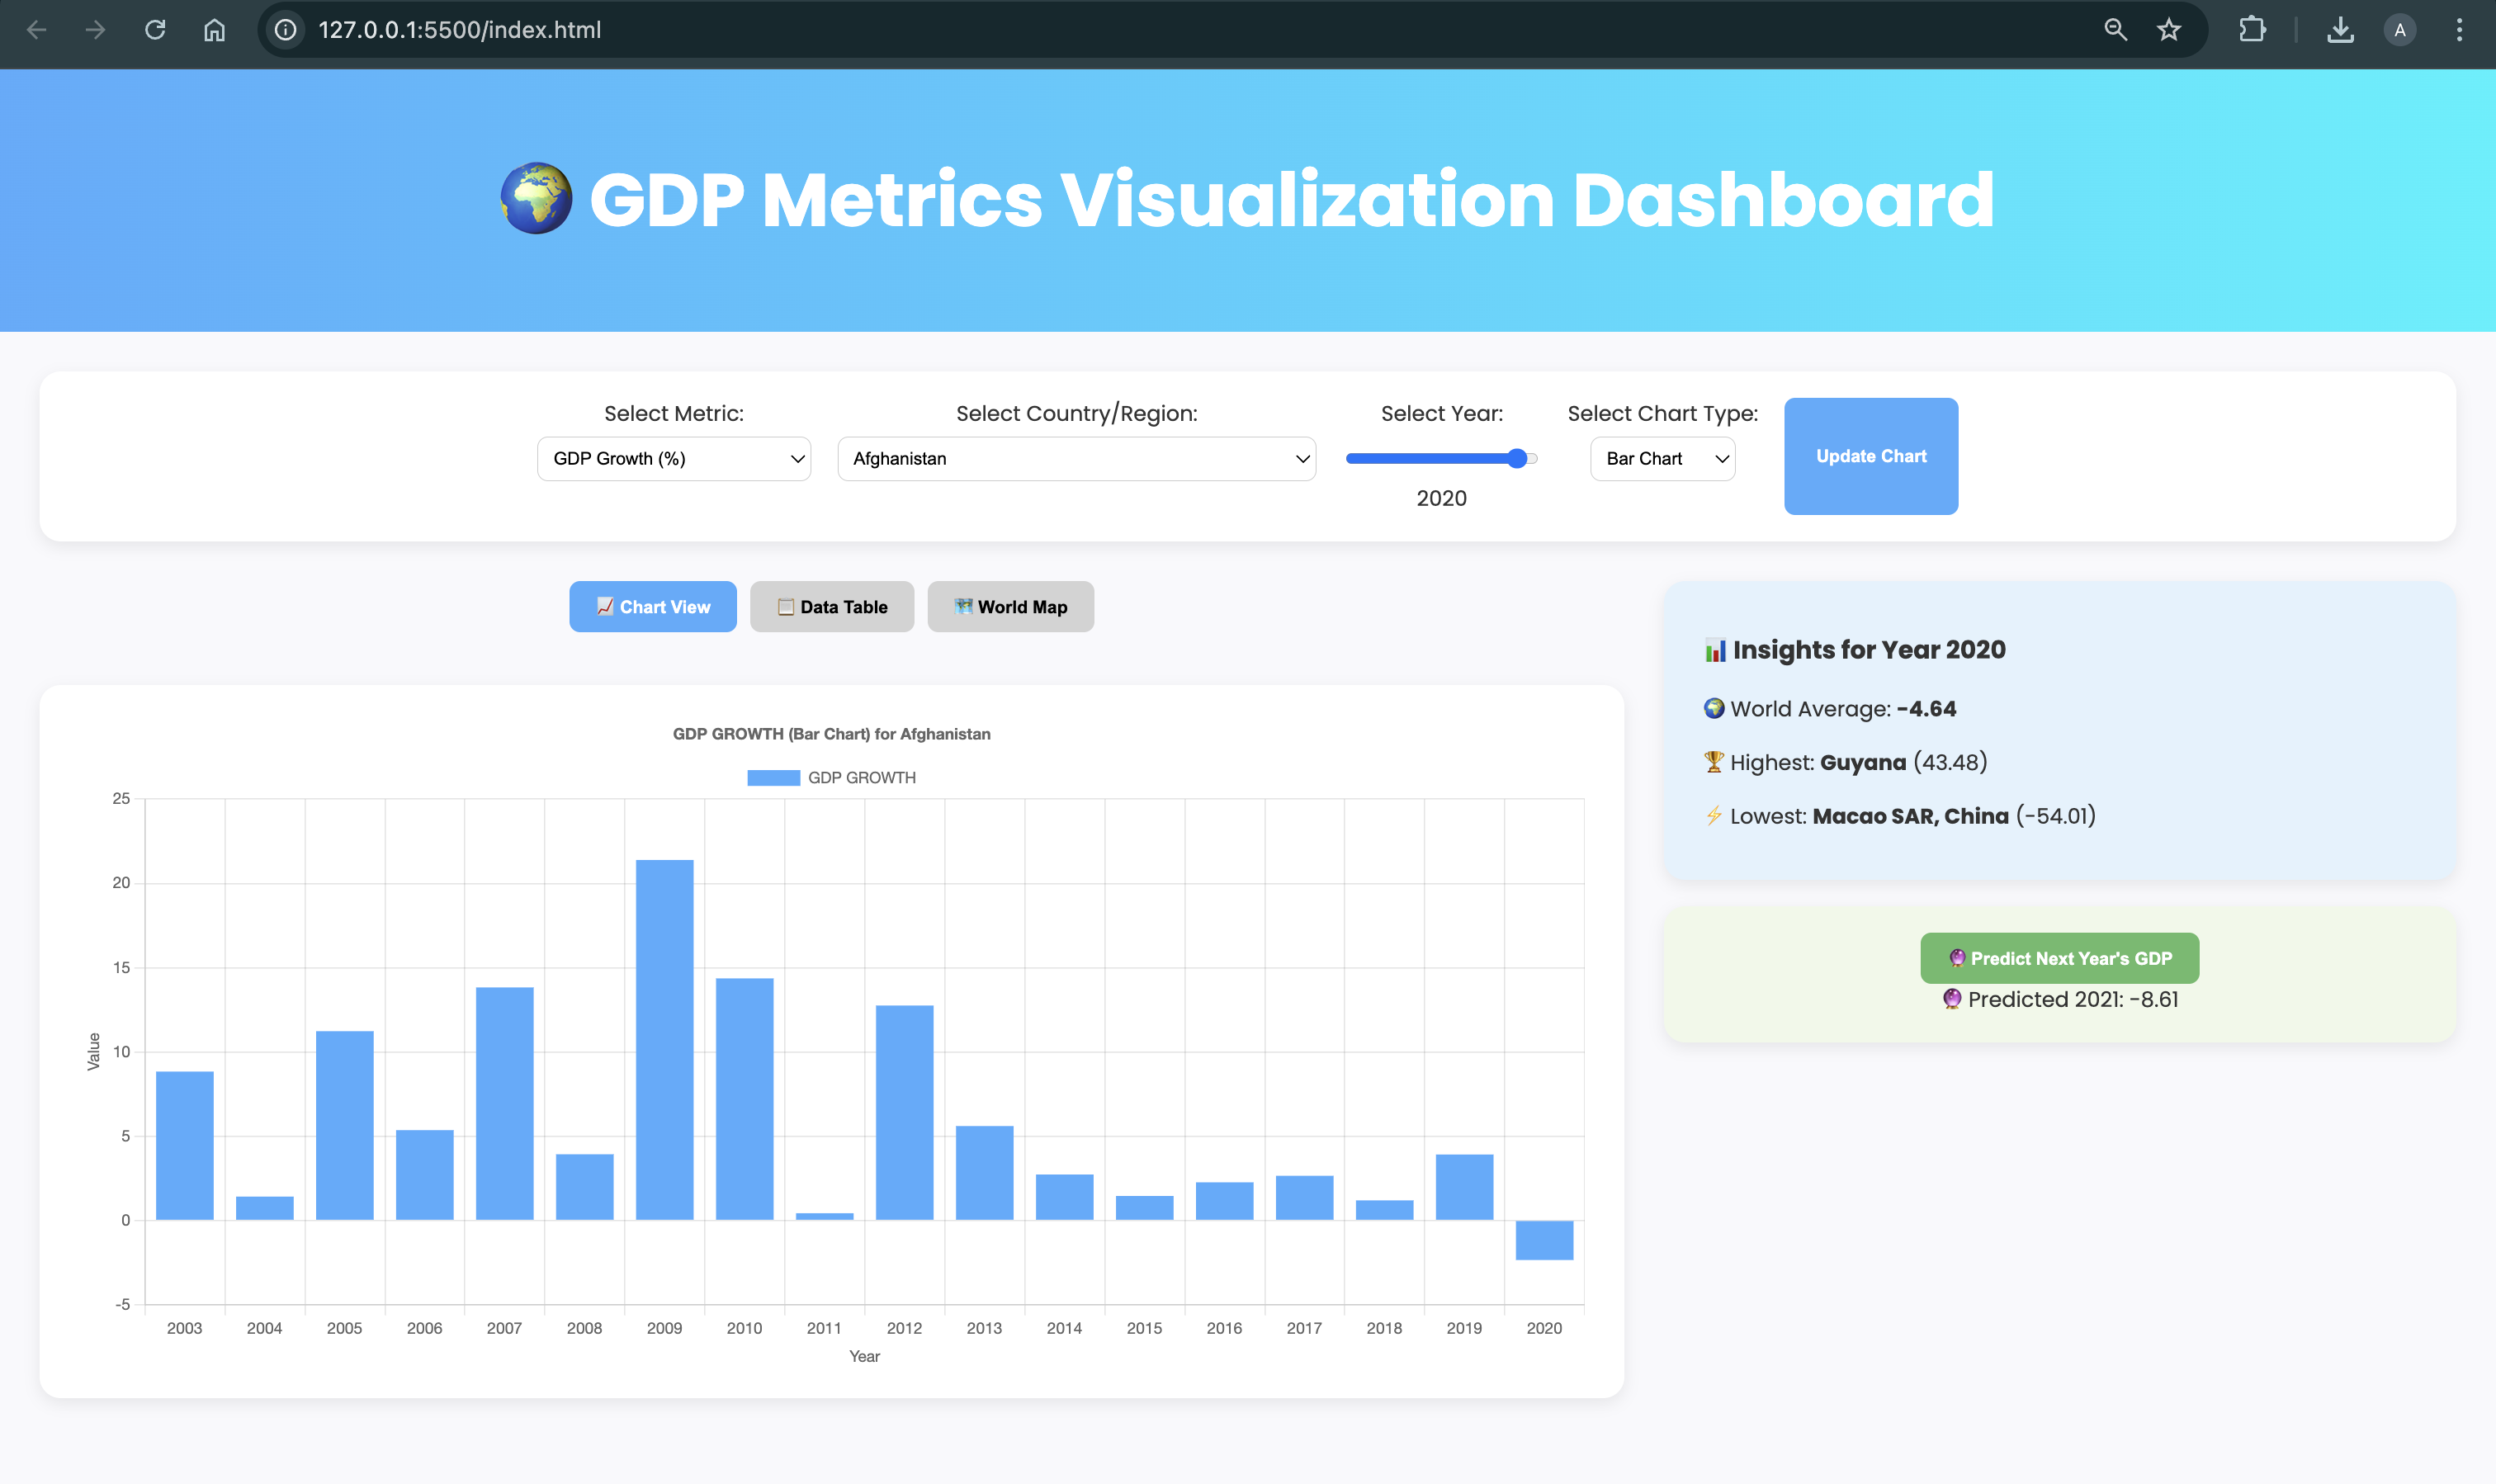 127.0.0.1:5500/index.html
A
🌍 GDP Metrics Visualization Dashboard
Select Metric:
GDP Growth (%)
Select Country/Region:
Afghanistan
Select Year:
2020
Select Chart Type:
Bar Chart
Update Chart
📈 Chart View
📋 Data Table
🗺️ World Map
GDP GROWTH (Bar Chart) for Afghanistan
GDP GROWTH
25
20
15
10
5
0
-5
Value
2003 2004 2005 2006 2007 2008 2009 2010 2011 2012 2013 2014 2015 2016 2017 2018 2019 2020
Year
📊 Insights for Year 2020
🌍 World Average: -4.64
🏆 Highest: Guyana (43.48)
⚡ Lowest: Macao SAR, China (-54.01)
🔮 Predict Next Year's GDP
🔮 Predicted 2021: -8.61